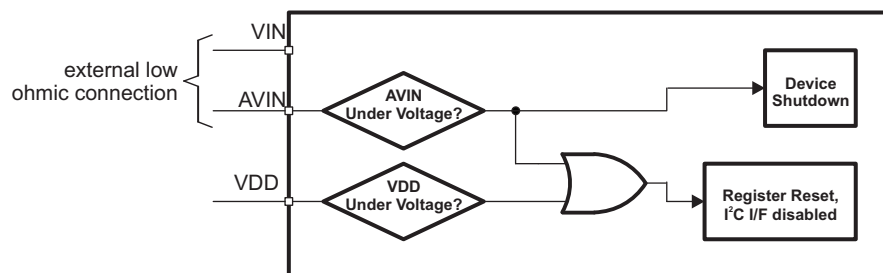 VIN
external low
ohmic connection
AVIN
AVIN
Under Voltage?
Device
Shutdown
VDD
VDD
Under Voltage?
Register Reset,
I²C I/F disabled